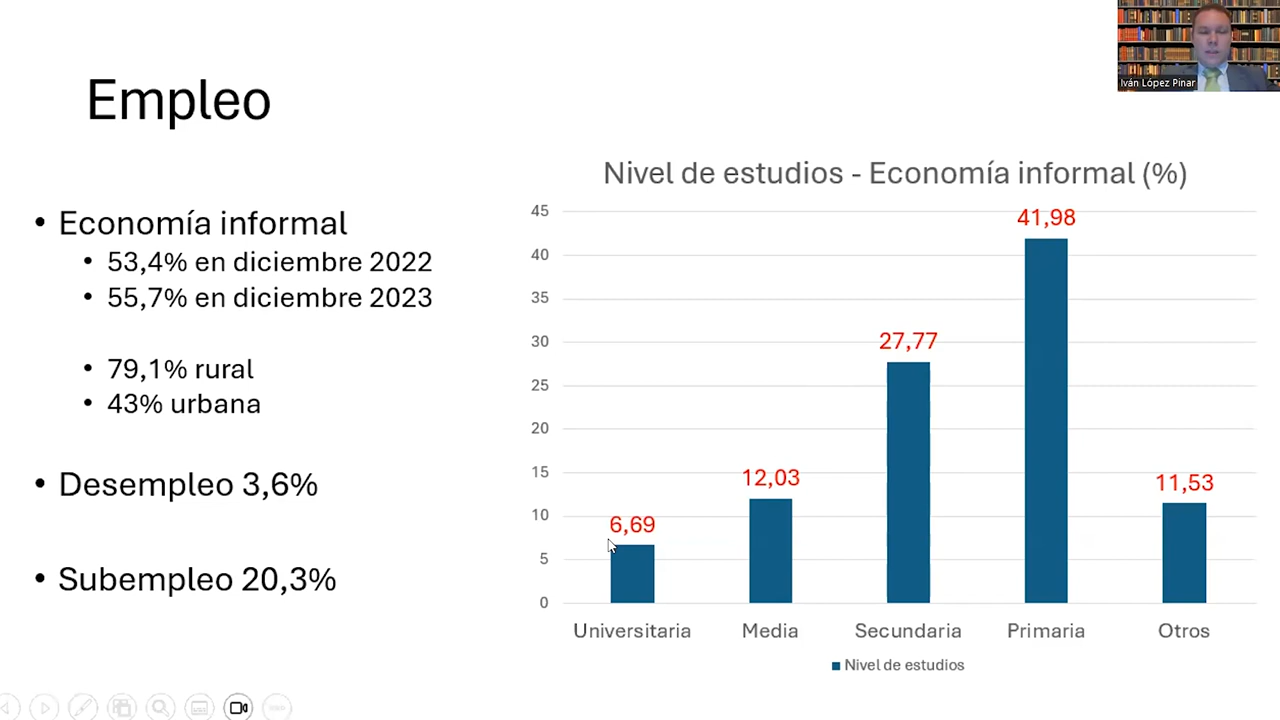 Iván López Pinar
Empleo
• Economía informal
• 53,4% en diciembre 2022
• 55,7% en diciembre 2023
• 79,1% rural
• 43% urbana
• Desempleo 3,6%
• Subempleo 20,3%
Nivel de estudios - Economía informal (%)
45
40
35
30
25
20
15
10
5
0
6,69
12,03
27,77
41,98
11,53
Universitaria
Media
Secundaria
Primaria
Otros
Nivel de estudios